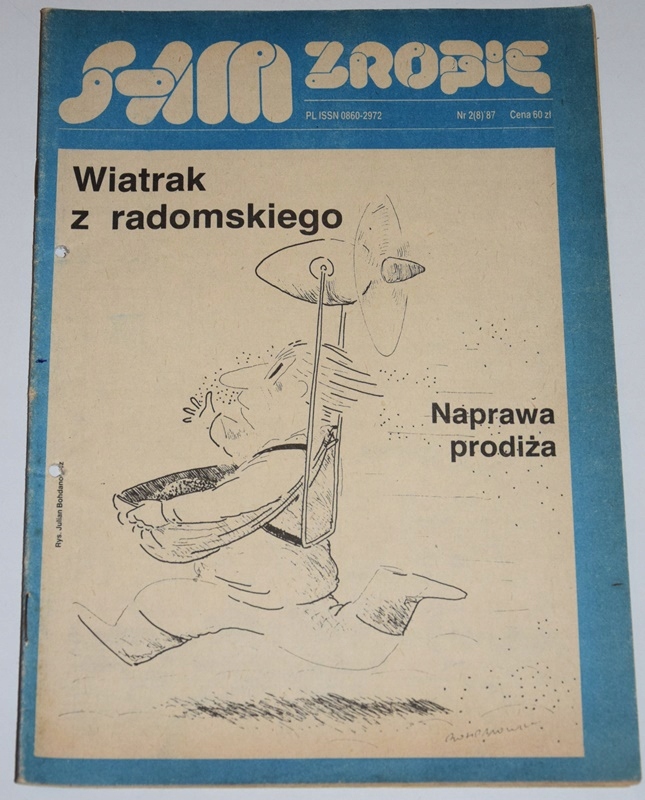 SAM ZROBIĘ
PL ISSN 0860-2972 Nr 2(8)'87 Cena 60 zł
Wiatrak
z radomskiego
Naprawa
prodiża
Rys. Julian